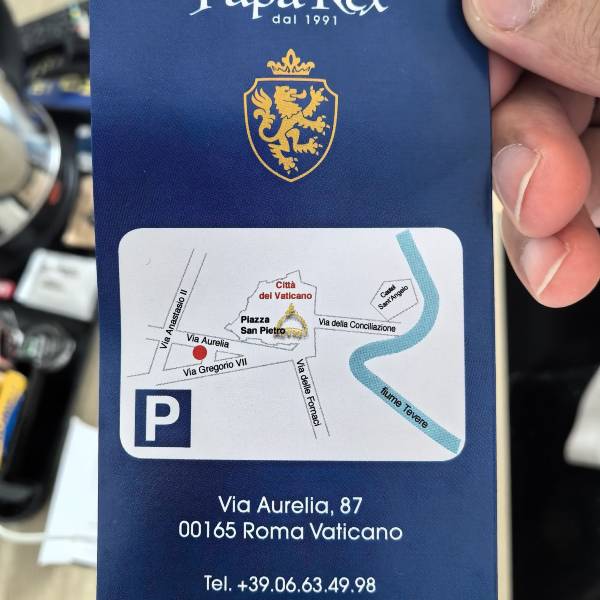 Papa Rex
dal 1991
Città
del Vaticano
Castel
Sant'Angelo
Piazza
San Pietro
Via Anastasio II
Via della Conciliazione
Via Aurelia
Via Gregorio VII
Via delle Fornaci
fiume Tevere
P
Via Aurelia, 87
00165 Roma Vaticano
Tel. +39.06.63.49.98